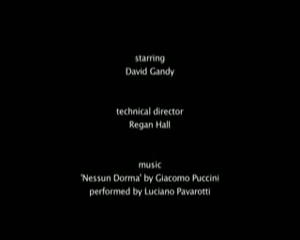 starring
David Gandy
technical director
Regan Hall
music
'Nessun Dorma' by Giacomo Puccini
performed by Luciano Pavarotti